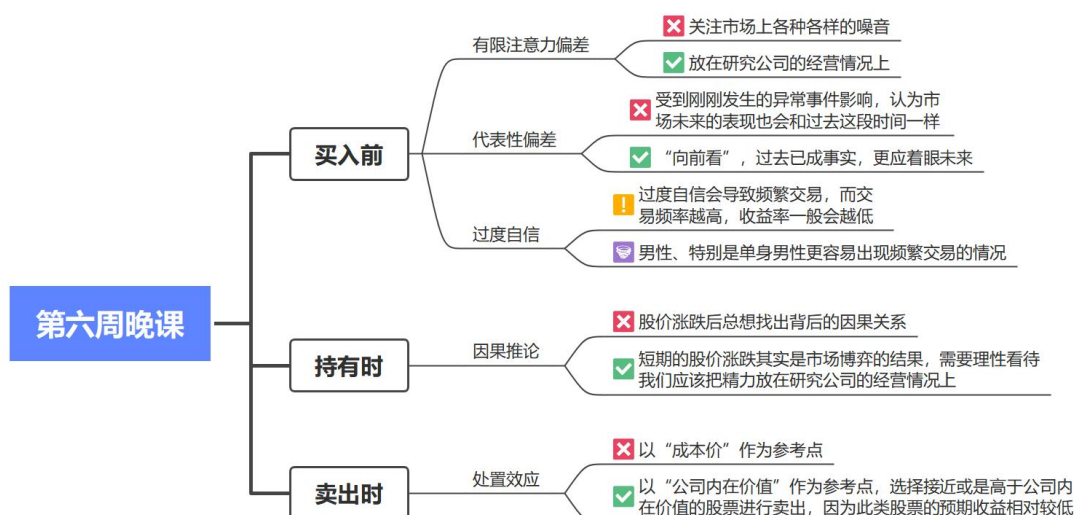 第六周晚课
买入前
有限注意力偏差
关注市场上各种各样的噪音
放在研究公司的经营情况上
代表性偏差
受到刚刚发生的异常事件影响，认为市
场未来的表现也会和过去这段时间一样
“向前看”，过去已成事实，更应着眼未来
过度自信
过度自信会导致频繁交易，而交
易频率越高，收益率一般会越低
男性、特别是单身男性更容易出现频繁交易的情况
持有时
因果推论
股价涨跌后总想找出背后的因果关系
短期的股价涨跌其实是市场博弈的结果，需要理性看待
我们应该把精力放在研究公司的经营情况上
卖出时
处置效应
以“成本价”作为参考点
以“公司内在价值”作为参考点，选择接近或是高于公司内
在价值的股票进行卖出，因为此类股票的预期收益相对较低